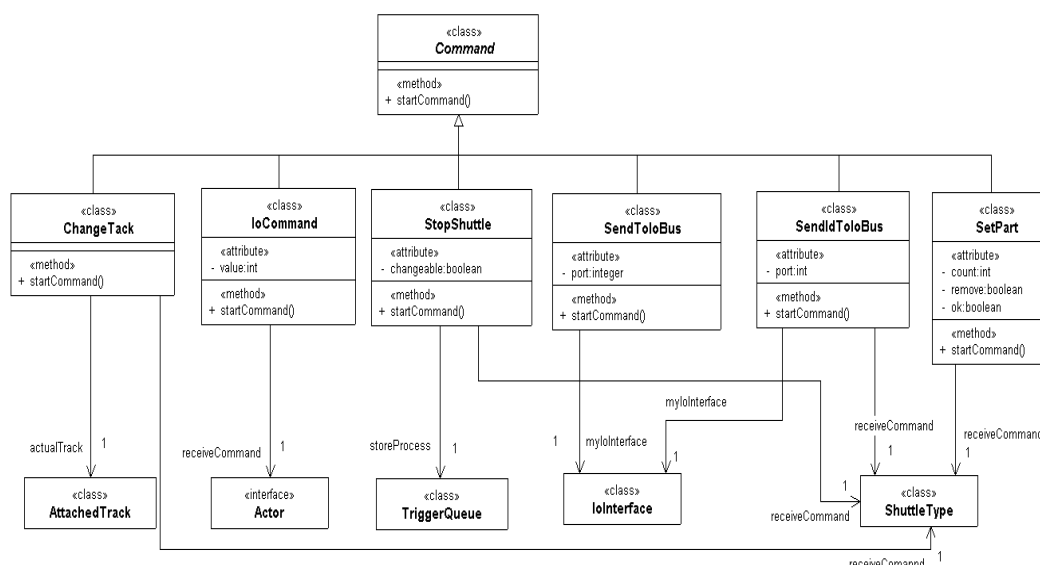 «class»
Command
«method»
+ startCommand()
«class»
ChangeTack
«method»
+ startCommand()
«class»
IoCommand
«attribute»
- value:int
«method»
+ startCommand()
«class»
StopShuttle
«attribute»
- changeable:boolean
«method»
+ startCommand()
«class»
SendToIoBus
«attribute»
- port:integer
«method»
+ startCommand()
«class»
SendIdToIoBus
«attribute»
- port:int
«method»
+ startCommand()
«class»
SetPart
«attribute»
- count:int
- remove:boolean
- ok:boolean
«method»
+ startCommand()
actualTrack
1
receiveCommand
1
storeProcess
1
1
myIoInterface
myIoInterface
1
receiveCommand
1
receiveCommand
1
1
receiveCommand
«class»
AttachedTrack
«interface»
Actor
«class»
TriggerQueue
«class»
IoInterface
«class»
ShuttleType
1
receiveComannd